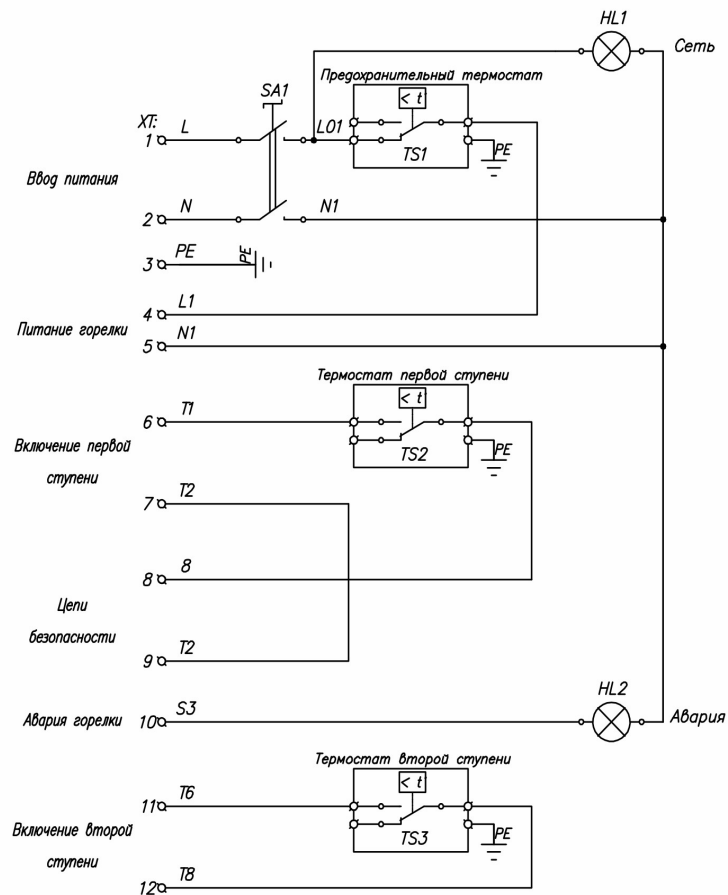 HL1
Сеть
Предохранительный термостат
SA1
< t
XT:
1
L
L01
TS1
PE
Ввод питания
2
N
N1
3
PE
PE
4
L1
Питание горелки
5
N1
Термостат первой ступени
< t
6
T1
TS2
PE
Включение первой
ступени
7
T2
8
8
Цепи
безопасности
9
T2
HL2
Авария горелки
10
S3
Авария
Термостат второй ступени
< t
11
T6
TS3
PE
Включение второй
ступени
12
T8